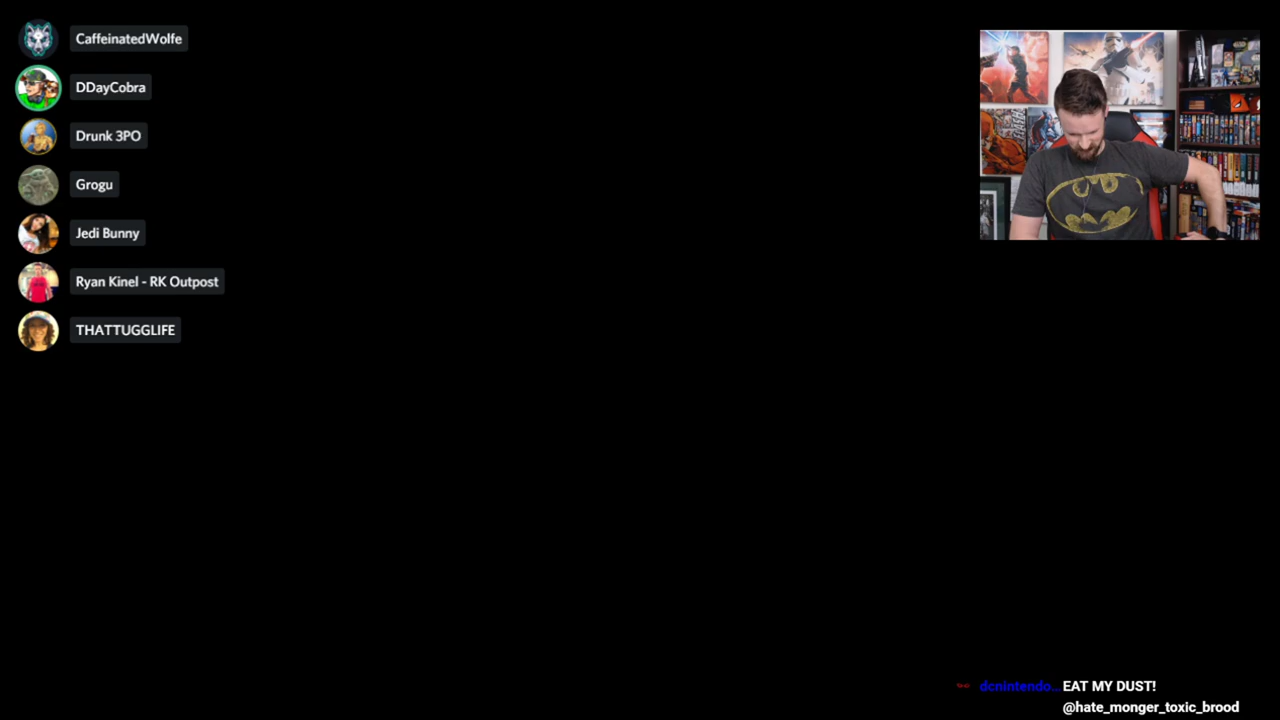 CaffeinatedWolfe
DDayCobra
Drunk 3PO
Grogu
Jedi Bunny
Ryan Kinel - RK Outpost
THATTUGGLIFE
dcnintendo... EAT MY DUST!
@hate_monger_toxic_brood